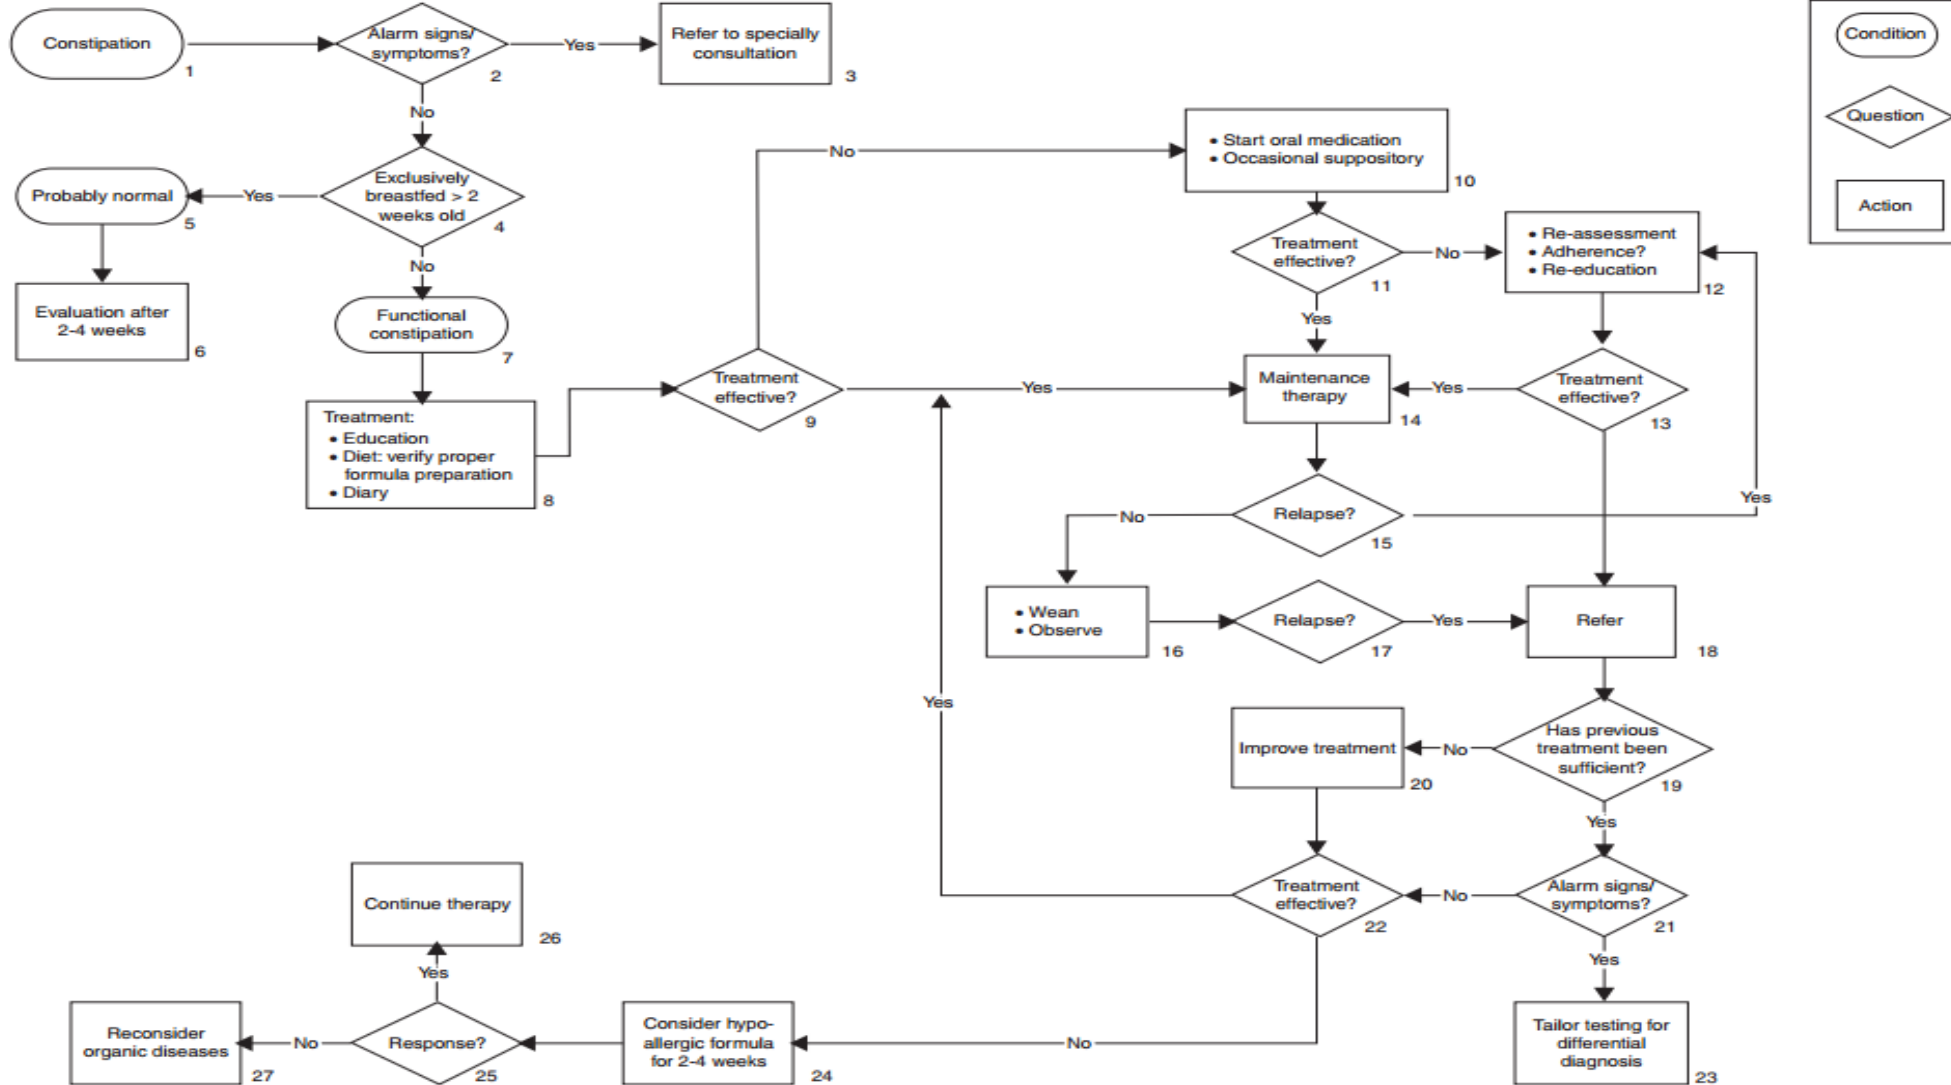 Constipation
1
Alarm signs/
symptoms?
2
Yes
Refer to specially
consultation
3
No
Exclusively
breastfed > 2
weeks old
4
Yes
Probably normal
5
Evaluation after
2-4 weeks
6
No
Functional
constipation
7
Treatment:
• Education
• Diet: verify proper
formula preparation
• Diary
8
Treatment
effective?
9
No
Yes
• Start oral medication
• Occasional suppository
10
Treatment
effective?
11
No
Yes
• Re-assessment
• Adherence?
• Re-education
12
Treatment
effective?
13
Yes
Maintenance
therapy
14
Relapse?
15
Yes
No
• Wean
• Observe
16
Relapse?
17
Yes
Refer
18
Has previous
treatment been
sufficient?
19
No
Improve treatment
20
Yes
Alarm signs/
symptoms?
21
No
Treatment
effective?
22
Yes
Yes
Tailor testing for
differential
diagnosis
23
No
Consider hypo-
allergic formula
for 2-4 weeks
24
Response?
25
Yes
Continue therapy
26
No
Reconsider
organic diseases
27
Condition
Question
Action